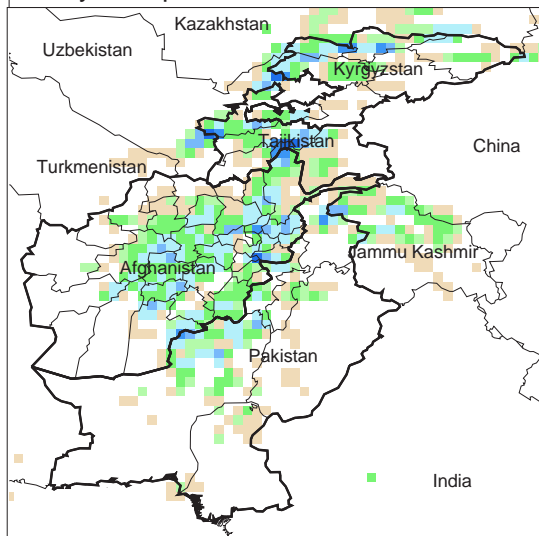 Kazakhstan
Uzbekistan
Kyrgyzstan
Tajikistan
China
Turkmenistan
Jammu Kashmir
Afghanistan
Pakistan
India